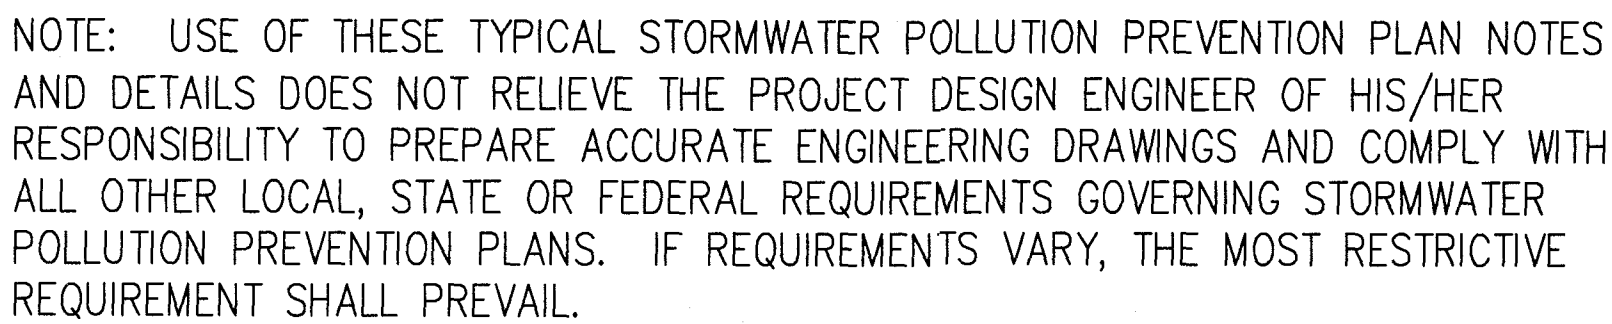 NOTE:  USE OF THESE TYPICAL STORMWATER POLLUTION PREVENTION PLAN NOTES
AND DETAILS DOES NOT RELIEVE THE PROJECT DESIGN ENGINEER OF HIS/HER
RESPONSIBILITY TO PREPARE ACCURATE ENGINEERING DRAWINGS AND COMPLY WITH
ALL OTHER LOCAL, STATE OR FEDERAL REQUIREMENTS GOVERNING STORMWATER
POLLUTION PREVENTION PLANS.  IF REQUIREMENTS VARY, THE MOST RESTRICTIVE
REQUIREMENT SHALL PREVAIL.